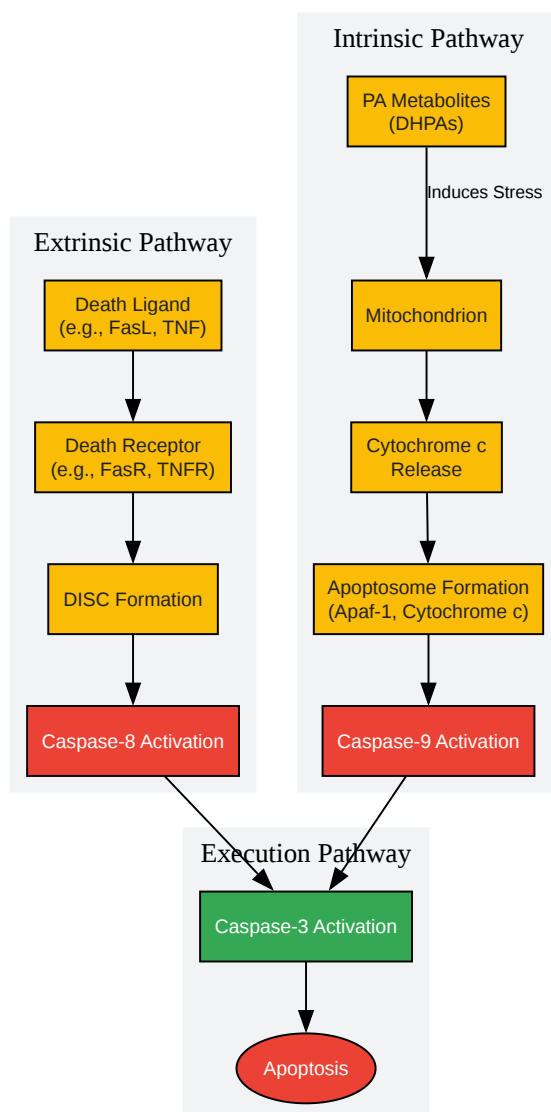 Intrinsic Pathway
PA Metabolites
(DHPAs)
Induces Stress
Mitochondrion
Cytochrome c
Release
Apoptosome Formation
(Apaf-1, Cytochrome c)
Caspase-9 Activation
Extrinsic Pathway
Death Ligand
(e.g., FasL, TNF)
Death Receptor
(e.g., FasR, TNFR)
DISC Formation
Caspase-8 Activation
Execution Pathway
Caspase-3 Activation
Apoptosis